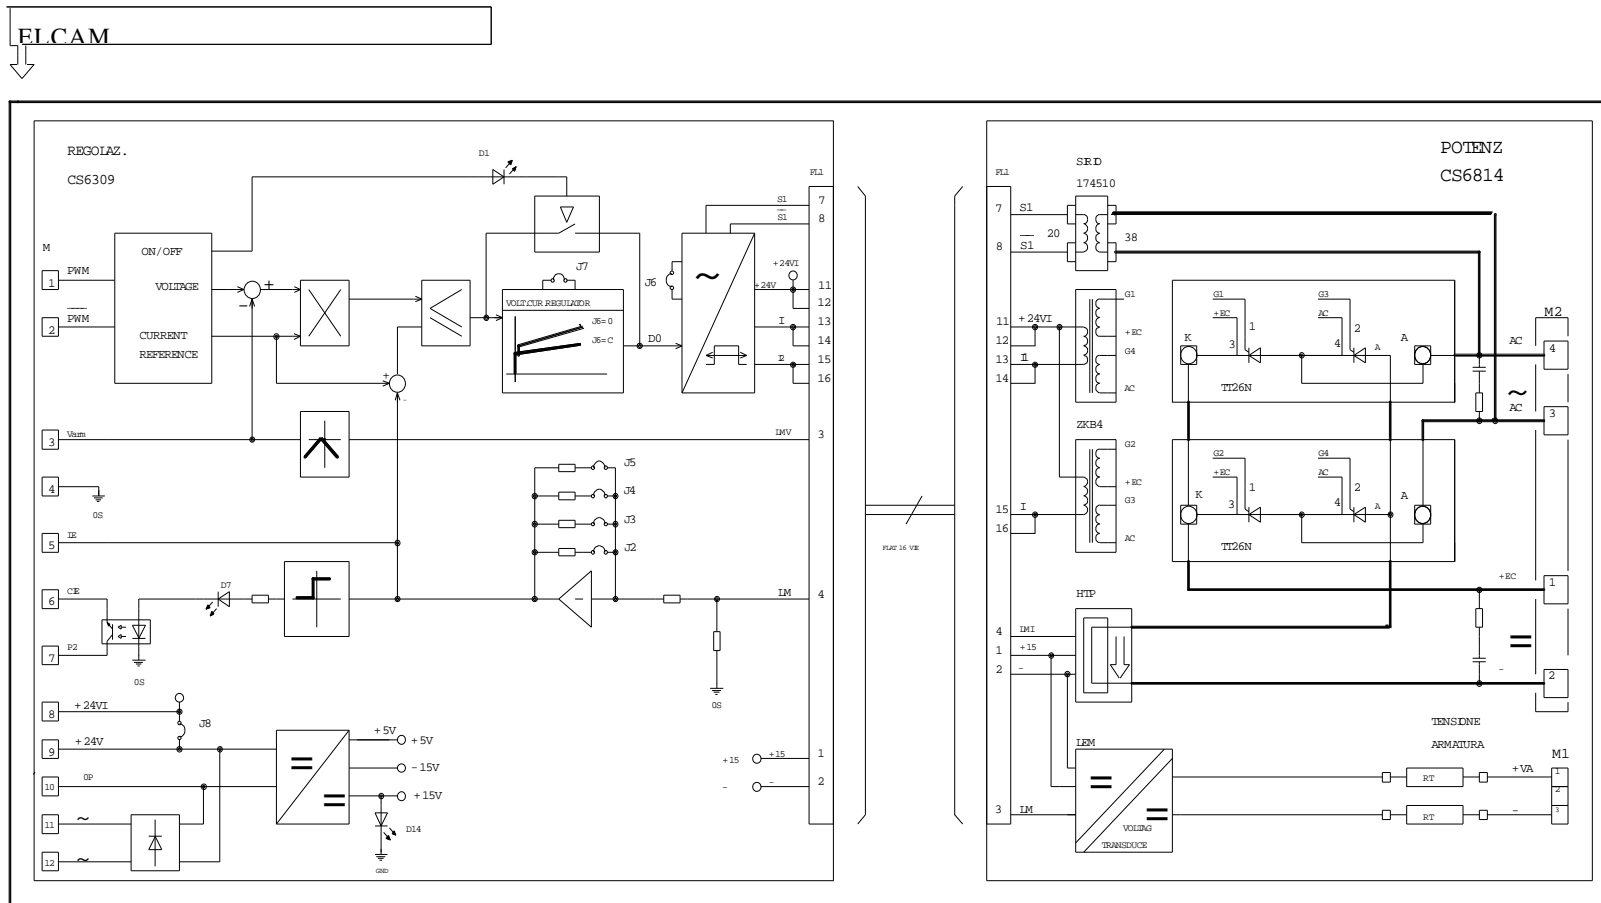 ELCAM
REGOLAZ.
CS6309
M
1 PWM
2 PWM
ON/OFF
VOLTAGE
CURRENT
REFERENCE
+
-
+
-
D1
J7
VOLT.CUR REGULATOR
J6=0
J6=C
D0
J6
~
FL1
S1 7
S1 8
+24VI
+24V 11
12
I 13
14
I2 15
16
3 Varm
LMV 3
4
0S
5 IE
6 CIE
7 P2
D7
0S
J5
J4
J3
J2
-
LM 4
0S
8 +24VI
9 +24V
10 0P
11 ~
12 ~
J8
+5V +5V
-15V
+15V
D14
GND
+15 +15 1
- - 2
FLAT 16 VIE
POTENZ
CS6814
FL1
SIRIO
174510
7 S1
20
8 S1
38
11 +24VI
12
13 I1
14
G1
+EC
G4
AC
ZKB4
15 I
16
G2
+EC
G3
AC
G1
+EC
1
K
3
G3
AC
2
4
A
A
TT26N
G2
+EC
1
K
3
G4
AC
2
4
A
A
TT26N
M2
AC 4
~
AC 3
+EC 1
- 2
HTP
4 LMI
1 +15
2 -
LEM
3 LM
VOLTAG
TRANSDUCE
TENSIONE
ARMATURA
M1
RT +VA 1
2
RT - 3